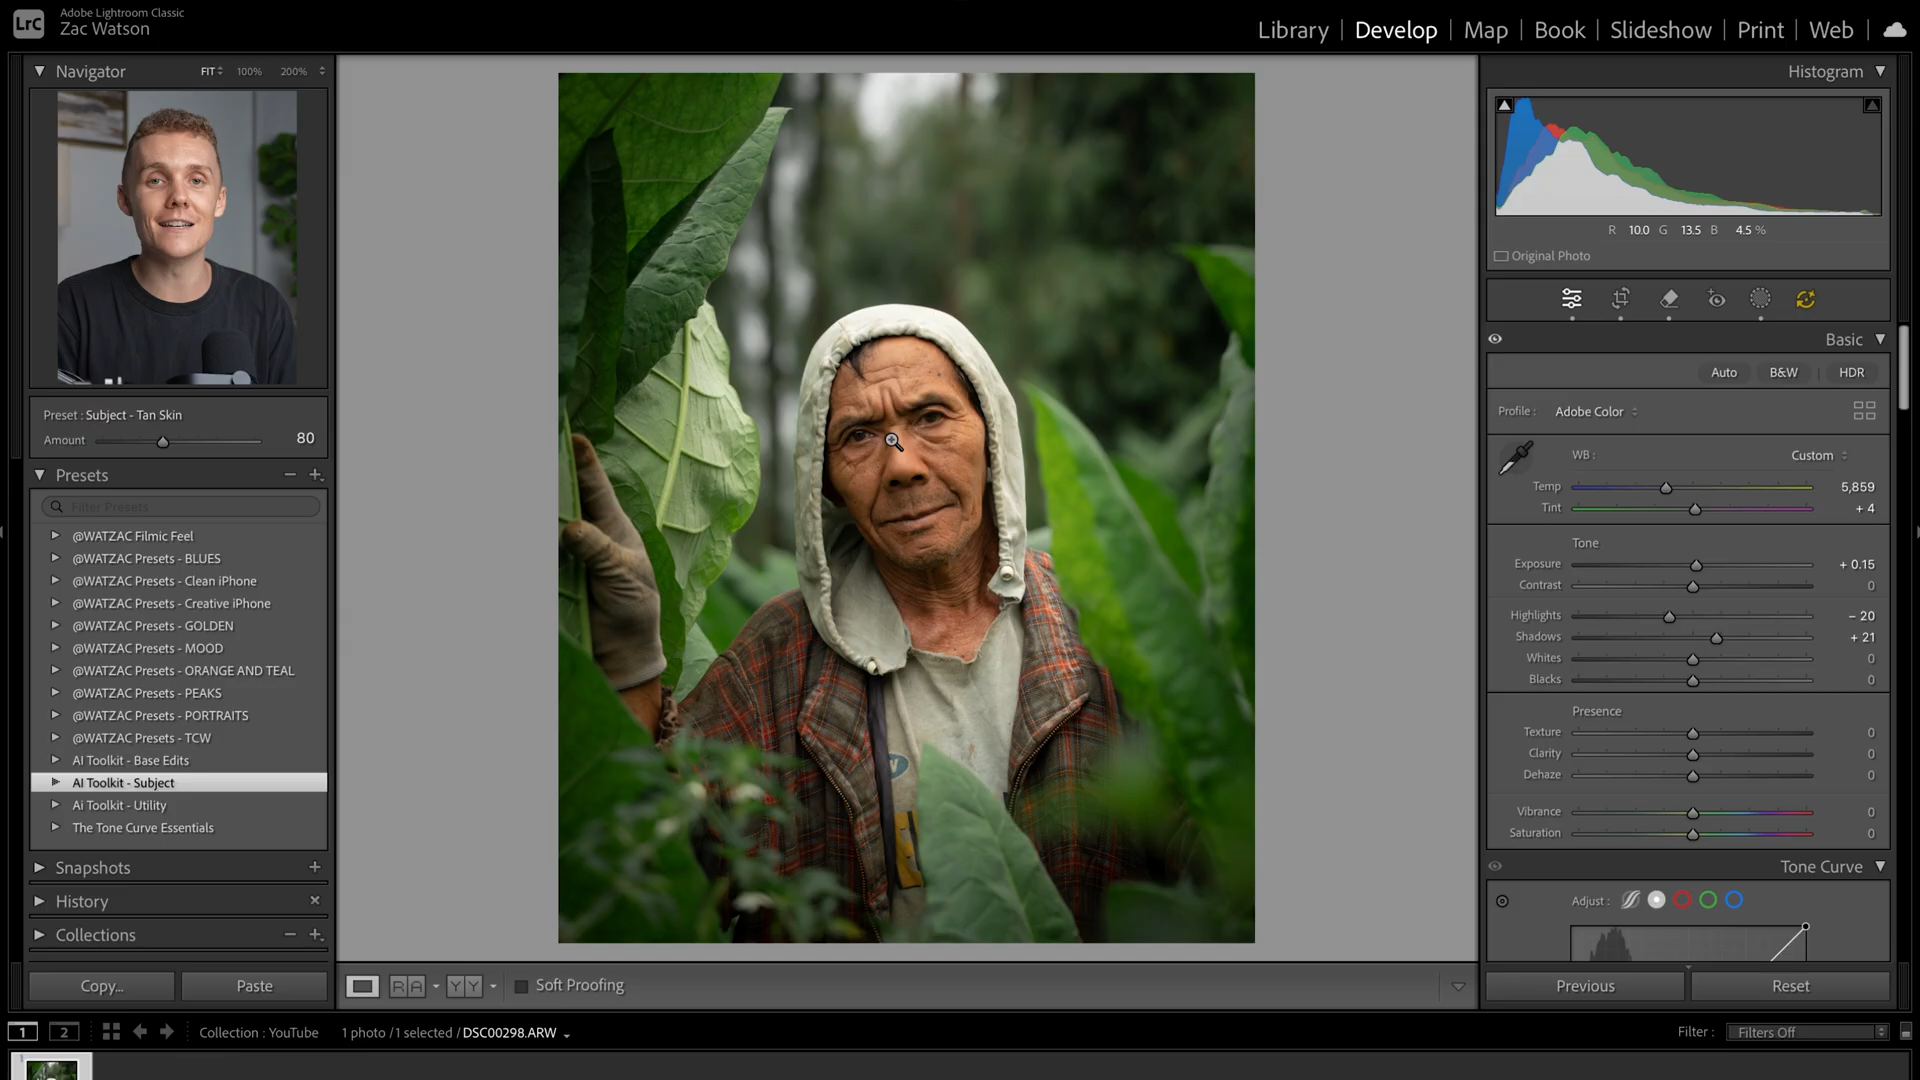 LrC
Adobe Lightroom Classic
Zac Watson
Library | Develop | Map | Book | Slideshow | Print | Web
Navigator
FIT 100% 200%
Preset : Subject - Tan Skin
Amount 80
Presets
Filter Presets
@WATZAC Filmic Feel
@WATZAC Presets - BLUES
@WATZAC Presets - Clean iPhone
@WATZAC Presets - Creative iPhone
@WATZAC Presets - GOLDEN
@WATZAC Presets - MOOD
@WATZAC Presets - ORANGE AND TEAL
@WATZAC Presets - PEAKS
@WATZAC Presets - PORTRAITS
@WATZAC Presets - TCW
AI Toolkit - Base Edits
AI Toolkit - Subject
Ai Toolkit - Utility
The Tone Curve Essentials
Snapshots
History
Collections
Copy...
Paste
RA
YY
Soft Proofing
Histogram
R 10.0 G 13.5 B 4.5 %
Original Photo
Basic
Auto B&W | HDR
Profile : Adobe Color
WB : Custom
Temp 5,859
Tint + 4
Tone
Exposure + 0.15
Contrast 0
Highlights – 20
Shadows + 21
Whites 0
Blacks 0
Presence
Texture 0
Clarity 0
Dehaze 0
Vibrance 0
Saturation 0
Tone Curve
Adjust :
Previous
Reset
1 2
Collection : YouTube
1 photo / 1 selected / DSC00298.ARW
Filter : Filters Off
1